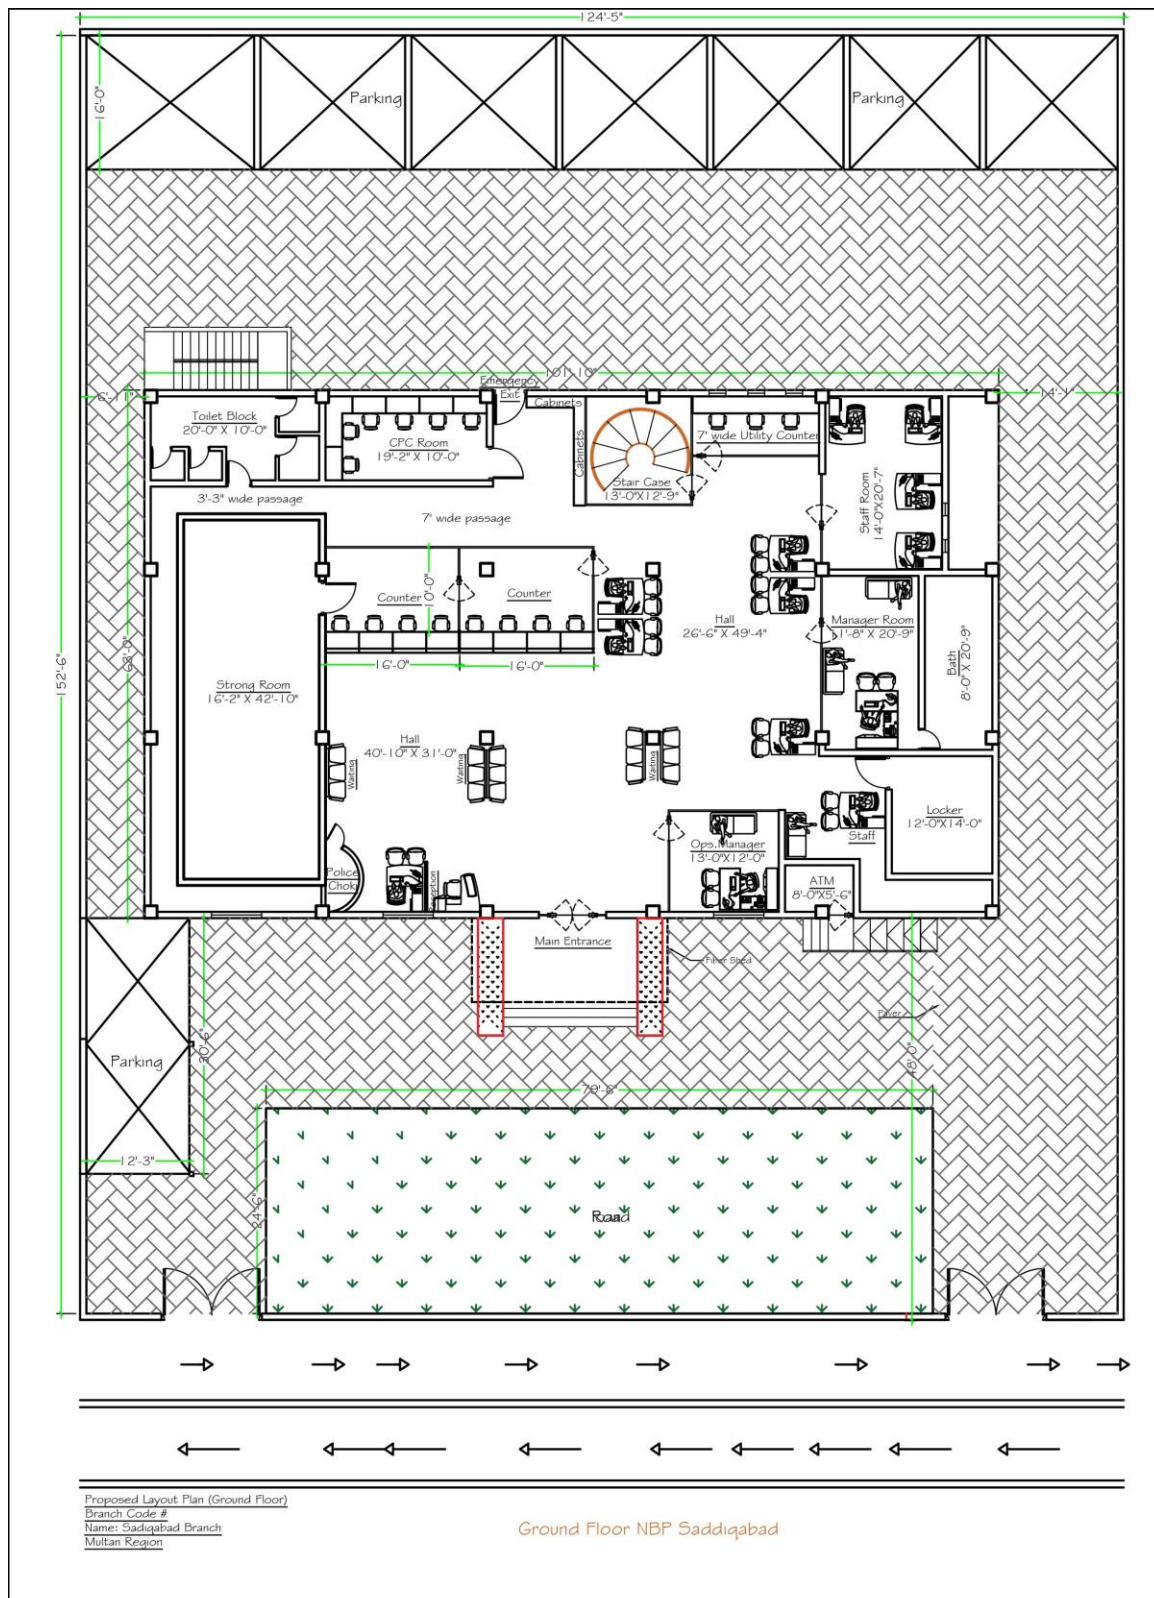 124'-5"
Parking
Parking
16'-0"
101'-10"
Emergency
Exit
6'-11"
14'-1"
Cabinets
Toilet Block
20'-0" X 10'-0"
CPC Room
19'-2" X 10'-0"
Cabinets
7' wide Utility Counter
Stair Case
13'-0"X12'-9"
Staff Room
14'-0"X20'-7"
3'-3" wide passage
7' wide passage
Counter
10'-0"
Counter
Hall
26'-6" X 49'-4"
Manager Room
1'-8" X 20'-9"
Bath
8'-0" X 20'-9"
152'-6"
63'-0"
16'-0"
16'-0"
Strong Room
16'-2" X 42'-10"
Hall
40'-10" X 31'-0"
Waiting
Waiting
Waiting
Locker
12'-0"X14'-0"
Staff
Ops.Manager
13'-0"X12'-0"
Police
Choki
Reception
ATM
8'-0"X5'-6"
Main Entrance
Fiber Shed
Paver
Parking
30'-6"
48'-0"
79'-6"
12'-3"
24'-6"
Road
Proposed Layout Plan (Ground Floor)
Branch Code #
Name: Sadiqabad Branch
Multan Region
Ground Floor NBP Saddiqabad